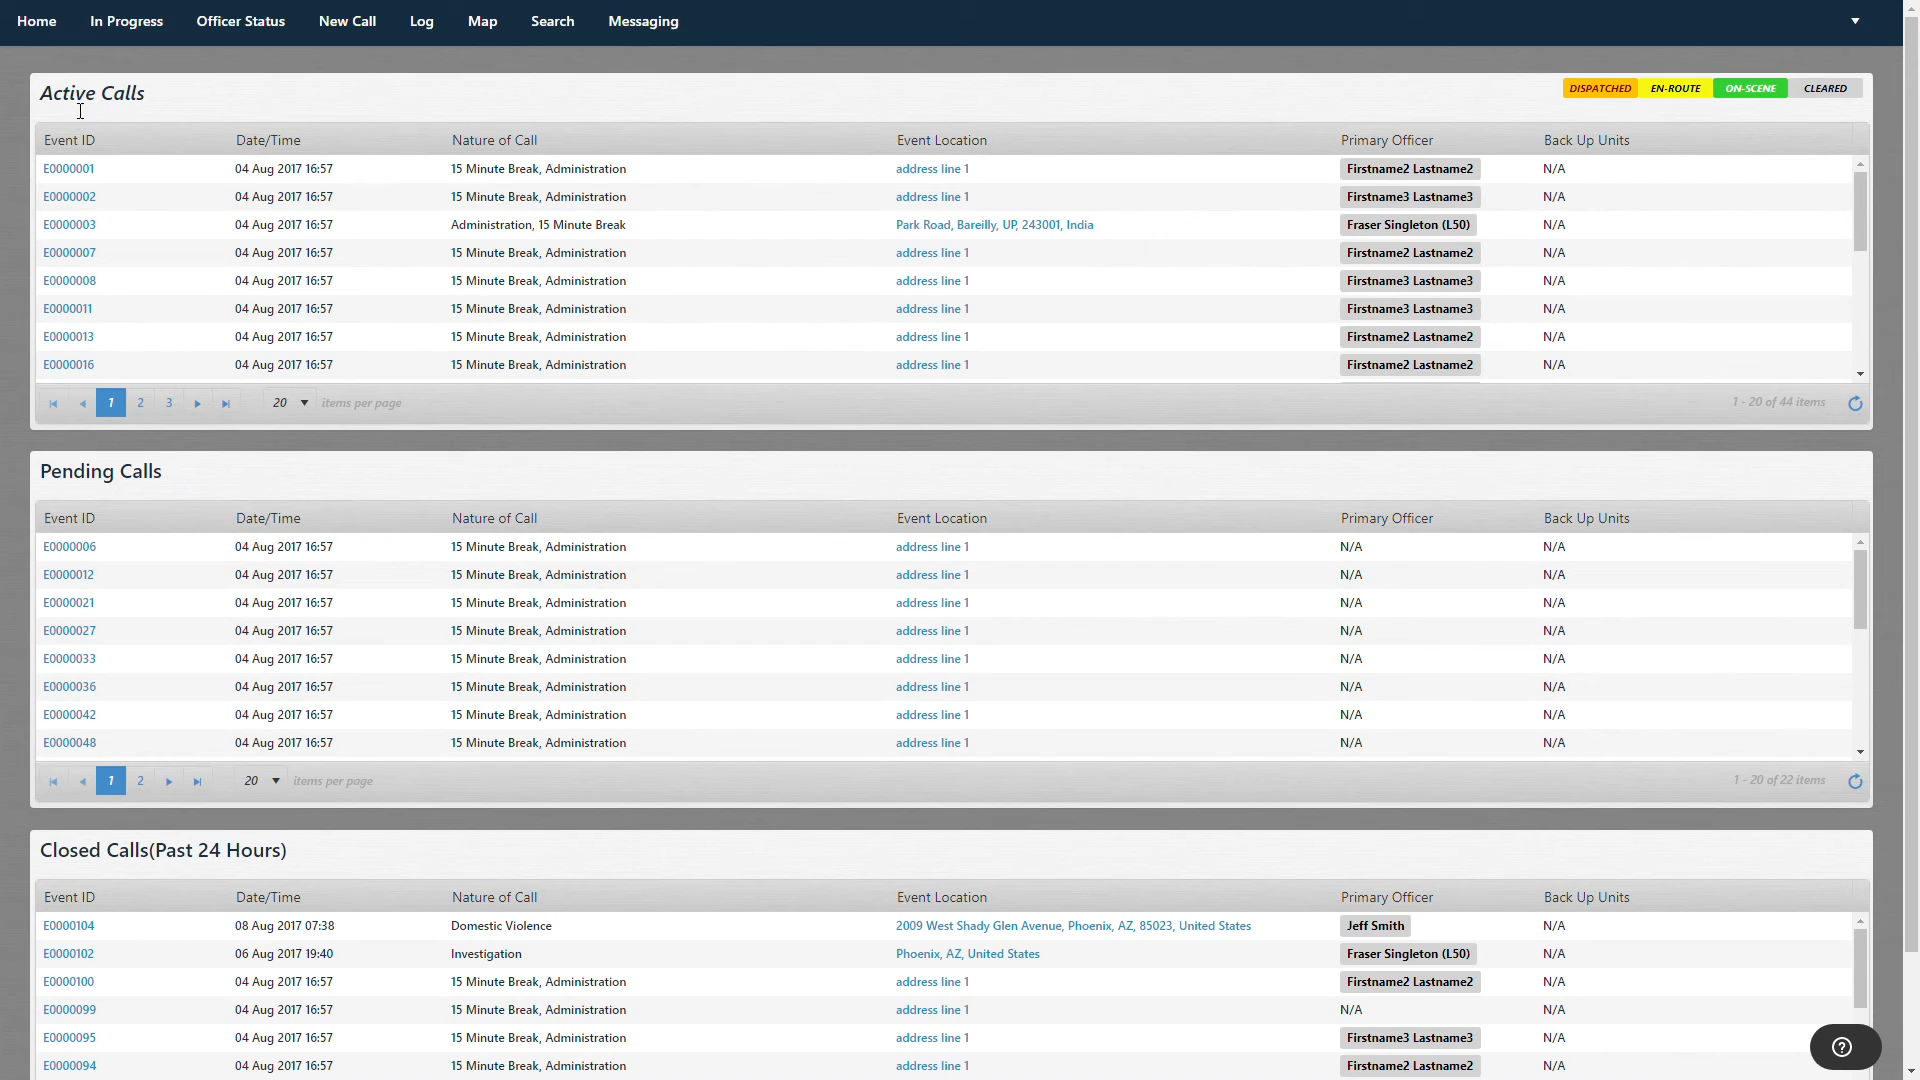 Home In Progress Officer Status New Call Log Map Search Messaging
Active Calls DISPATCHED EN-ROUTE ON-SCENE CLEARED
Event ID Date/Time Nature of Call Event Location Primary Officer Back Up Units
E0000001 04 Aug 2017 16:57 15 Minute Break, Administration address line 1 Firstname2 Lastname2 N/A
E0000002 04 Aug 2017 16:57 15 Minute Break, Administration address line 1 Firstname3 Lastname3 N/A
E0000003 04 Aug 2017 16:57 Administration, 15 Minute Break Park Road, Bareilly, UP, 243001, India Fraser Singleton (L50) N/A
E0000007 04 Aug 2017 16:57 15 Minute Break, Administration address line 1 Firstname2 Lastname2 N/A
E0000008 04 Aug 2017 16:57 15 Minute Break, Administration address line 1 Firstname3 Lastname3 N/A
E0000011 04 Aug 2017 16:57 15 Minute Break, Administration address line 1 Firstname3 Lastname3 N/A
E0000013 04 Aug 2017 16:57 15 Minute Break, Administration address line 1 Firstname2 Lastname2 N/A
E0000016 04 Aug 2017 16:57 15 Minute Break, Administration address line 1 Firstname2 Lastname2 N/A
1 2 3 20 items per page 1 - 20 of 44 items
Pending Calls
Event ID Date/Time Nature of Call Event Location Primary Officer Back Up Units
E0000006 04 Aug 2017 16:57 15 Minute Break, Administration address line 1 N/A N/A
E0000012 04 Aug 2017 16:57 15 Minute Break, Administration address line 1 N/A N/A
E0000021 04 Aug 2017 16:57 15 Minute Break, Administration address line 1 N/A N/A
E0000027 04 Aug 2017 16:57 15 Minute Break, Administration address line 1 N/A N/A
E0000033 04 Aug 2017 16:57 15 Minute Break, Administration address line 1 N/A N/A
E0000036 04 Aug 2017 16:57 15 Minute Break, Administration address line 1 N/A N/A
E0000042 04 Aug 2017 16:57 15 Minute Break, Administration address line 1 N/A N/A
E0000048 04 Aug 2017 16:57 15 Minute Break, Administration address line 1 N/A N/A
1 2 20 items per page 1 - 20 of 22 items
Closed Calls(Past 24 Hours)
Event ID Date/Time Nature of Call Event Location Primary Officer Back Up Units
E0000104 08 Aug 2017 07:38 Domestic Violence 2009 West Shady Glen Avenue, Phoenix, AZ, 85023, United States Jeff Smith N/A
E0000102 06 Aug 2017 19:40 Investigation Phoenix, AZ, United States Fraser Singleton (L50) N/A
E0000100 04 Aug 2017 16:57 15 Minute Break, Administration address line 1 Firstname2 Lastname2 N/A
E0000099 04 Aug 2017 16:57 15 Minute Break, Administration address line 1 N/A N/A
E0000095 04 Aug 2017 16:57 15 Minute Break, Administration address line 1 Firstname3 Lastname3 N/A
E0000094 04 Aug 2017 16:57 15 Minute Break, Administration address line 1 Firstname2 Lastname2 N/A